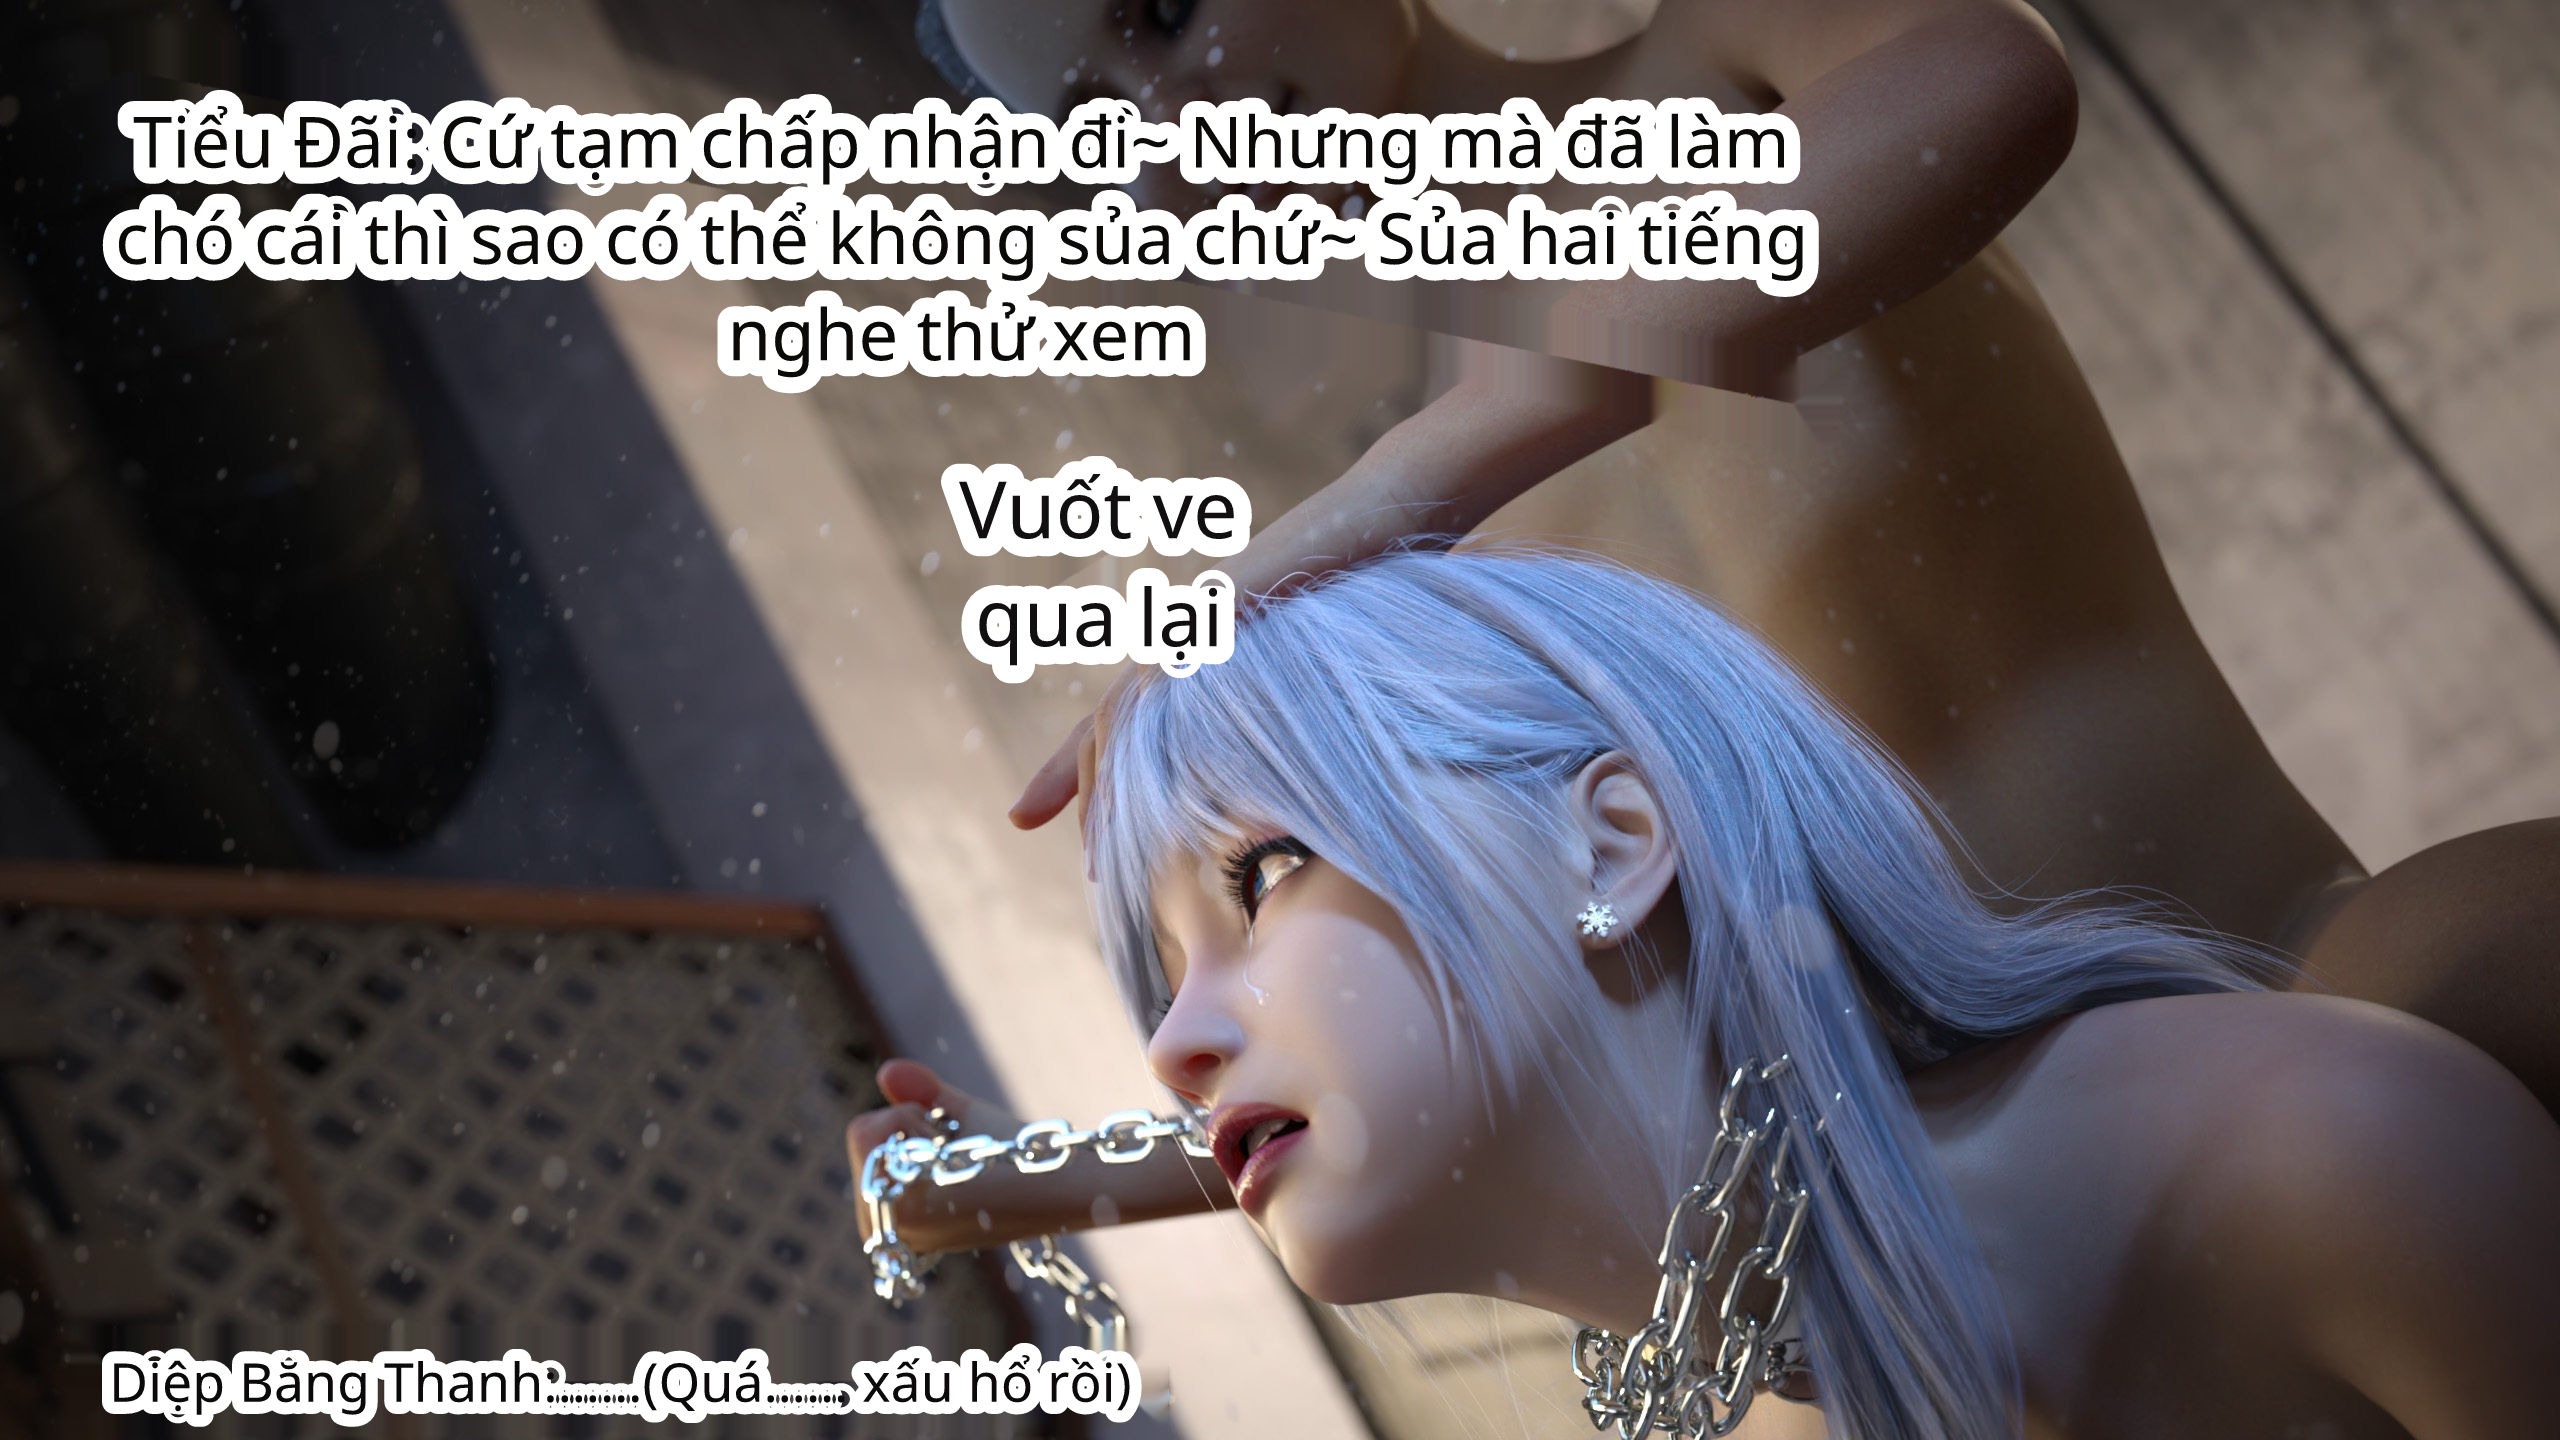 Tiểu Đãi: Cứ tạm chấp nhận đi~ Nhưng mà đã làm
chó cái thì sao có thể không sủa chứ~ Sủa hai tiếng
nghe thử xem
Vuốt ve
qua lại
Diệp Bằng Thanh:........(Quá........ xấu hổ rồi)